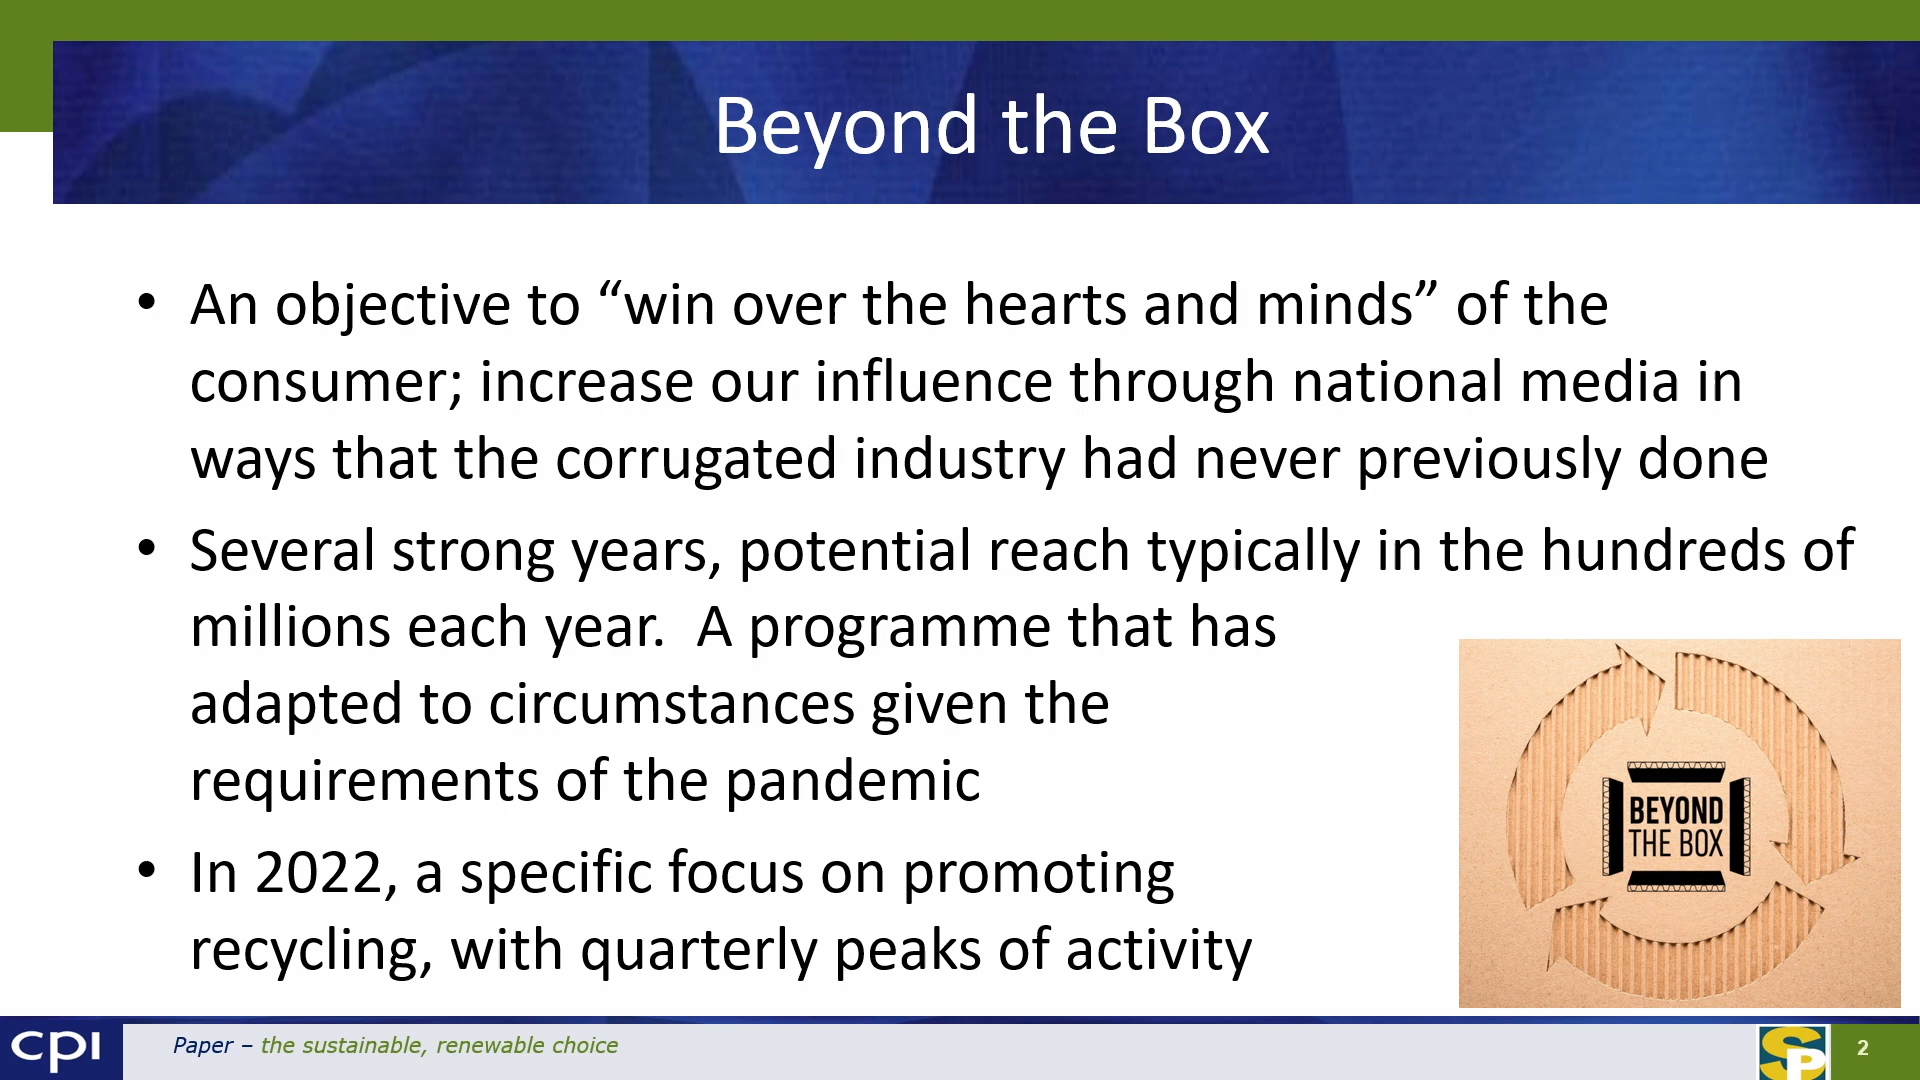 Beyond the Box
• An objective to “win over the hearts and minds” of the
consumer; increase our influence through national media in
ways that the corrugated industry had never previously done
• Several strong years, potential reach typically in the hundreds of
millions each year.  A programme that has
adapted to circumstances given the
requirements of the pandemic
• In 2022, a specific focus on promoting
recycling, with quarterly peaks of activity
BEYOND
THE BOX
cpi
Paper – the sustainable, renewable choice
SP
2